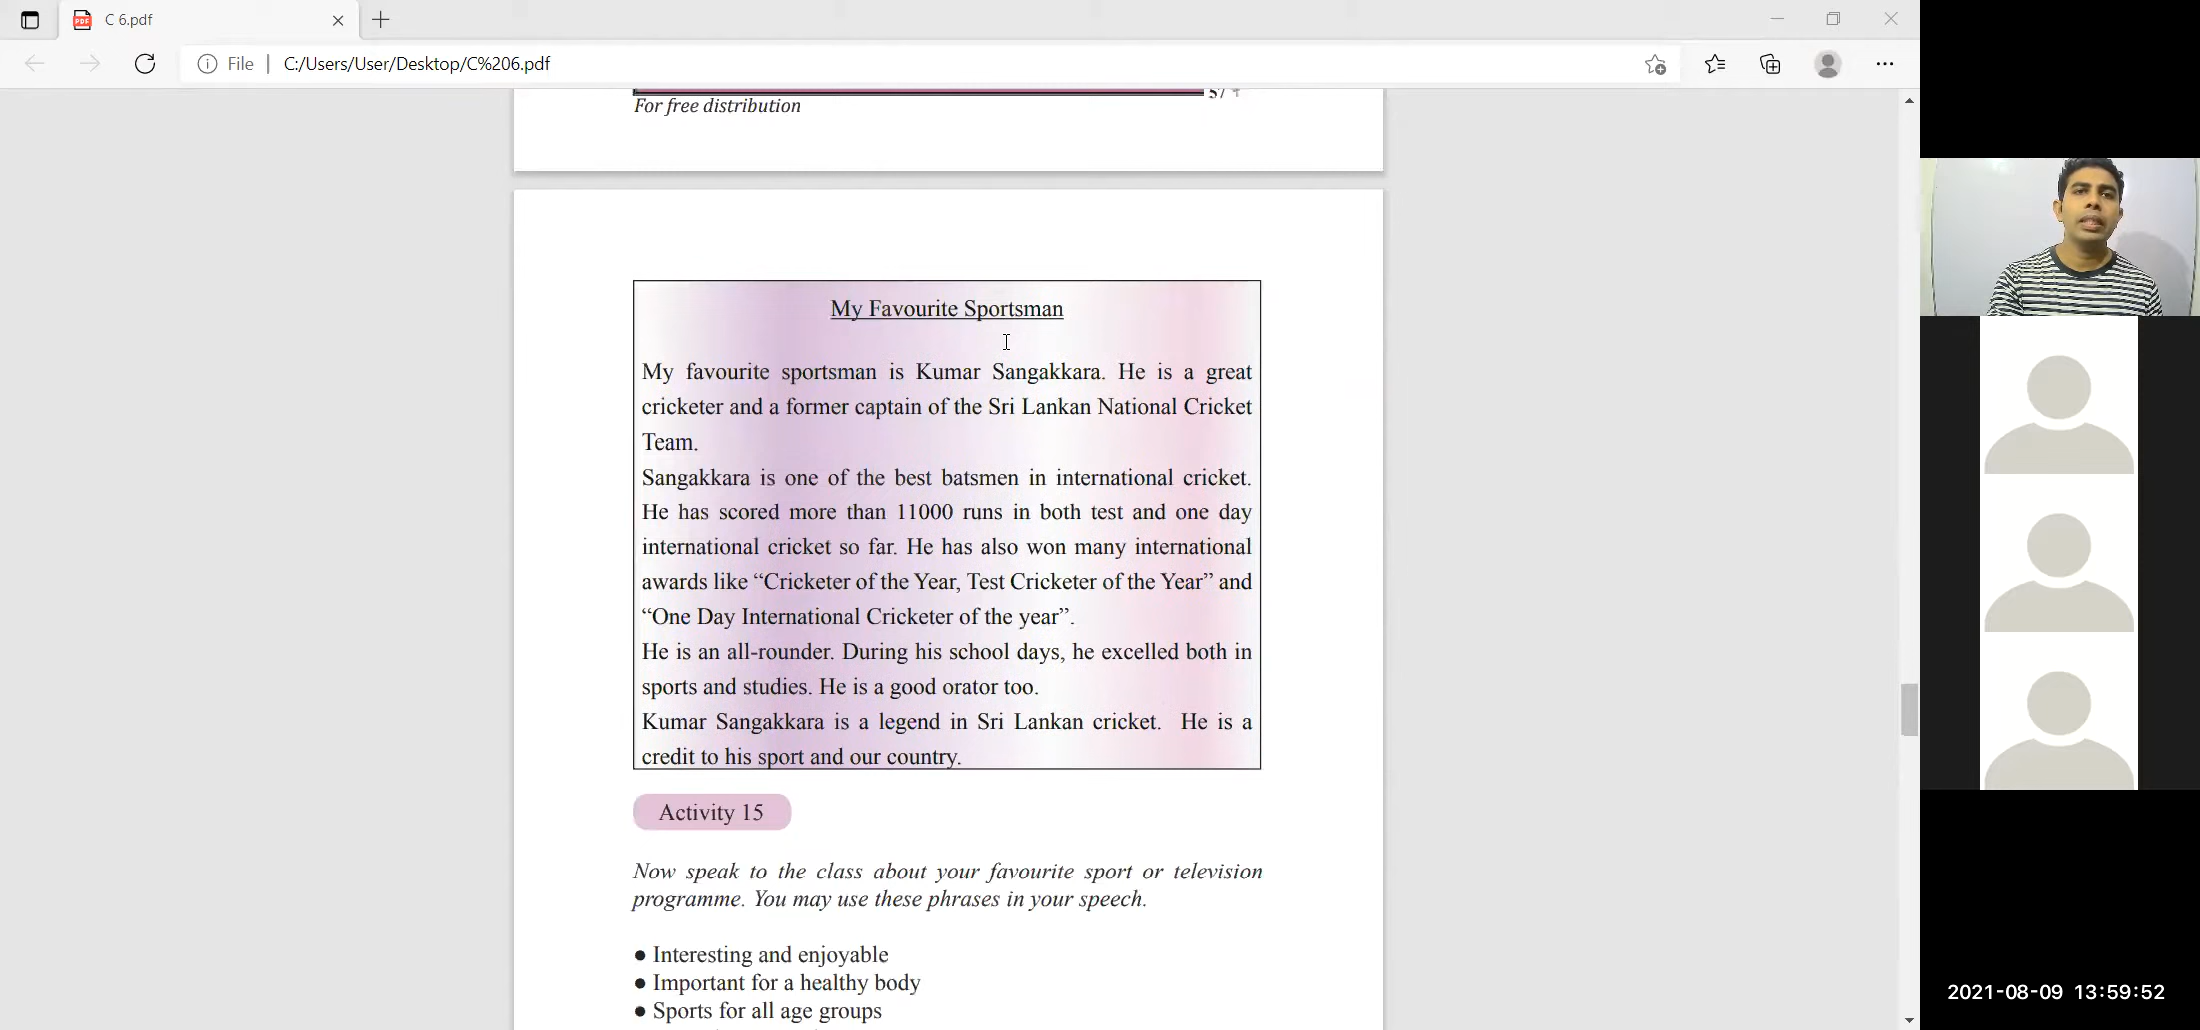 C 6.pdf
File
C:/Users/User/Desktop/C%206.pdf
For free distribution
My Favourite Sportsman
My favourite sportsman is Kumar Sangakkara. He is a great
cricketer and a former captain of the Sri Lankan National Cricket
Team.
Sangakkara is one of the best batsmen in international cricket.
He has scored more than 11000 runs in both test and one day
international cricket so far. He has also won many international
awards like “Cricketer of the Year, Test Cricketer of the Year” and
“One Day International Cricketer of the year”.
He is an all-rounder. During his school days, he excelled both in
sports and studies. He is a good orator too.
Kumar Sangakkara is a legend in Sri Lankan cricket. He is a
credit to his sport and our country.
Activity 15
Now speak to the class about your favourite sport or television
programme. You may use these phrases in your speech.
● Interesting and enjoyable
● Important for a healthy body
● Sports for all age groups
2021-08-09 13:59:52